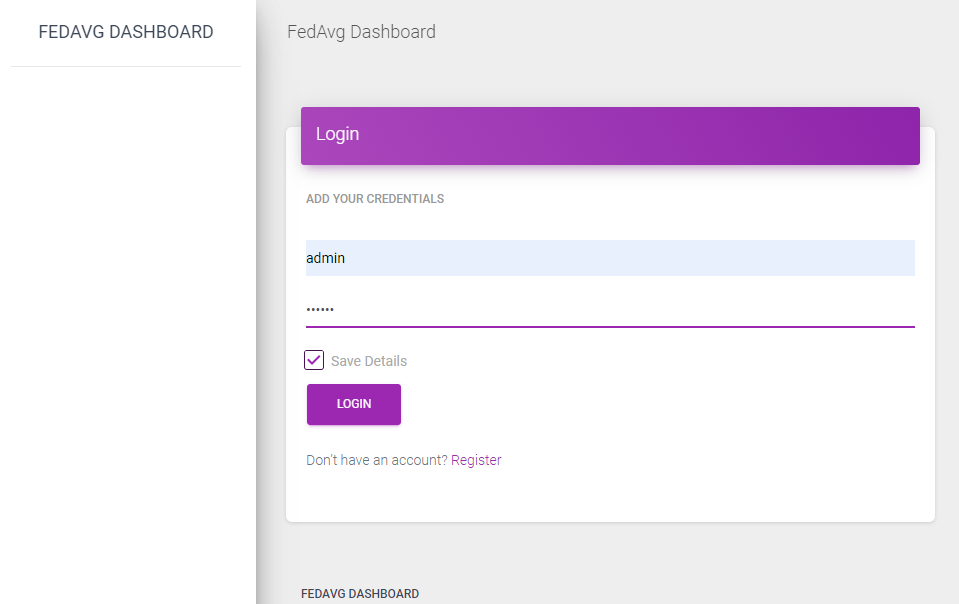 FEDAVG DASHBOARD
FedAvg Dashboard
Login
ADD YOUR CREDENTIALS
admin
••••••
Save Details
LOGIN
Don't have an account? Register
FEDAVG DASHBOARD